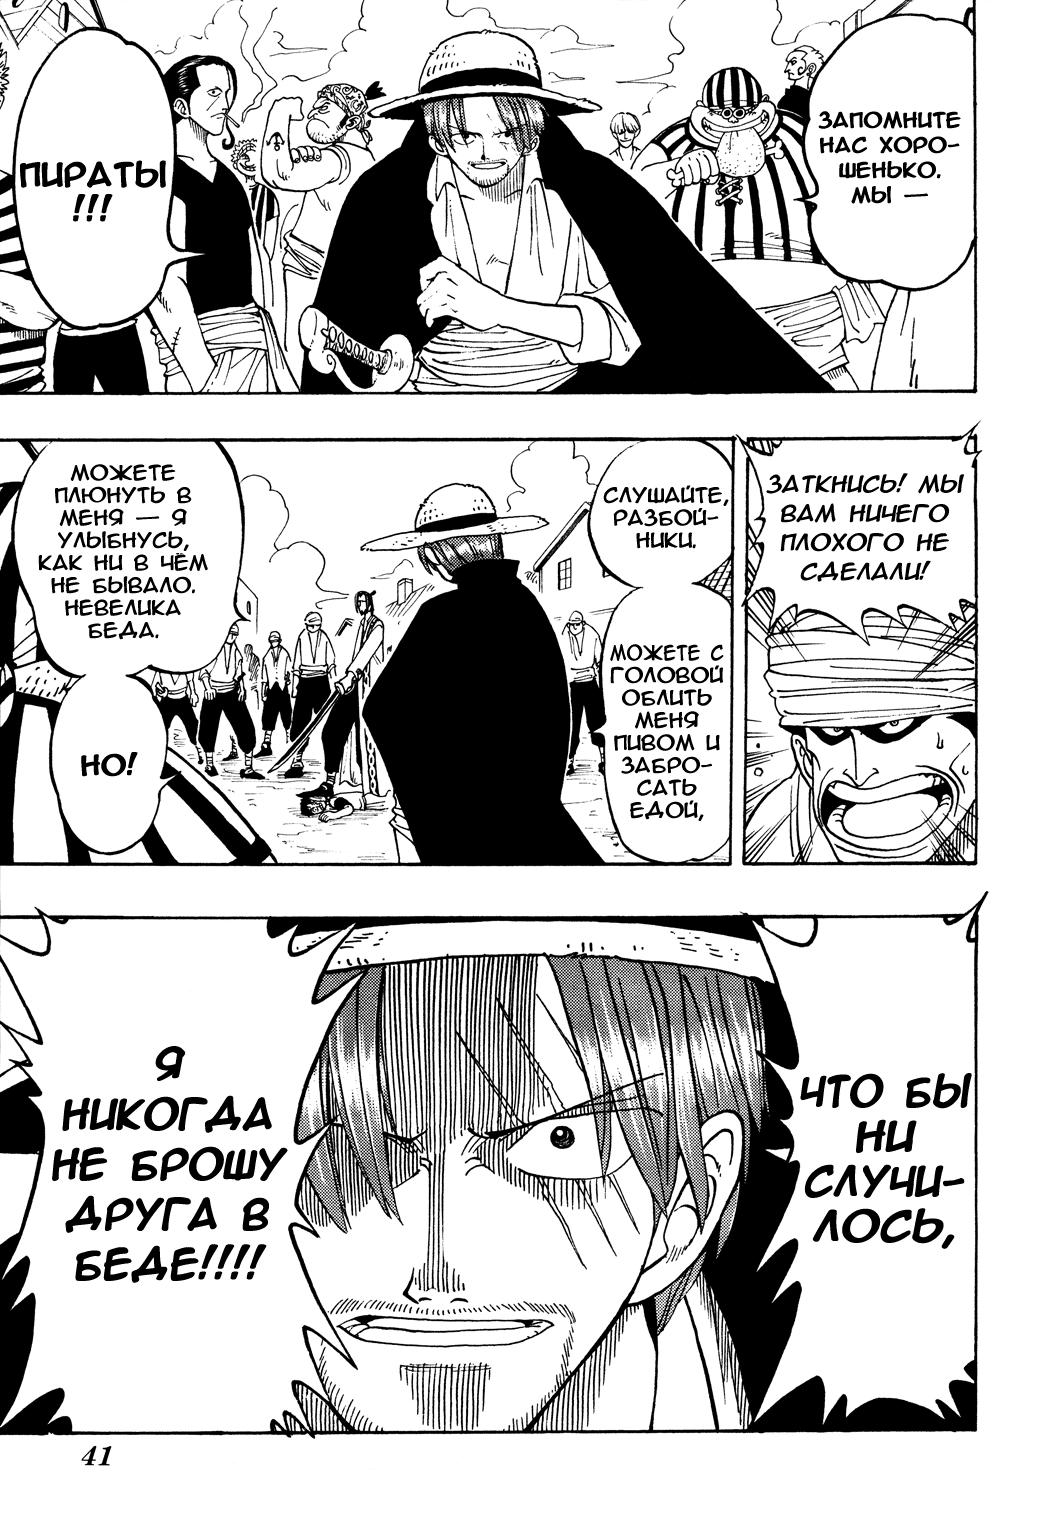 ЗАПОМНИТЕ
НАС ХОРО-
ШЕНЬКО.
МЫ —
ПИРАТЫ
!!!
ЗАТКНИСЬ! МЫ
ВАМ НИЧЕГО
ПЛОХОГО НЕ
СДЕЛАЛИ!
СЛУШАЙТЕ,
РАЗБОЙ-
НИКИ.
МОЖЕТЕ С
ГОЛОВОЙ
ОБЛИТЬ
МЕНЯ
ПИВОМ И
ЗАБРО-
САТЬ
ЕДОЙ,
МОЖЕТЕ
ПЛЮНУТЬ В
МЕНЯ — Я
УЛЫБНУСЬ,
КАК НИ В ЧЁМ
НЕ БЫВАЛО.
НЕВЕЛИКА
БЕДА.
НО!
ЧТО БЫ
НИ
СЛУЧИ-
ЛОСЬ,
Я
НИКОГДА
НЕ БРОШУ
ДРУГА В
БЕДЕ!!!!
41